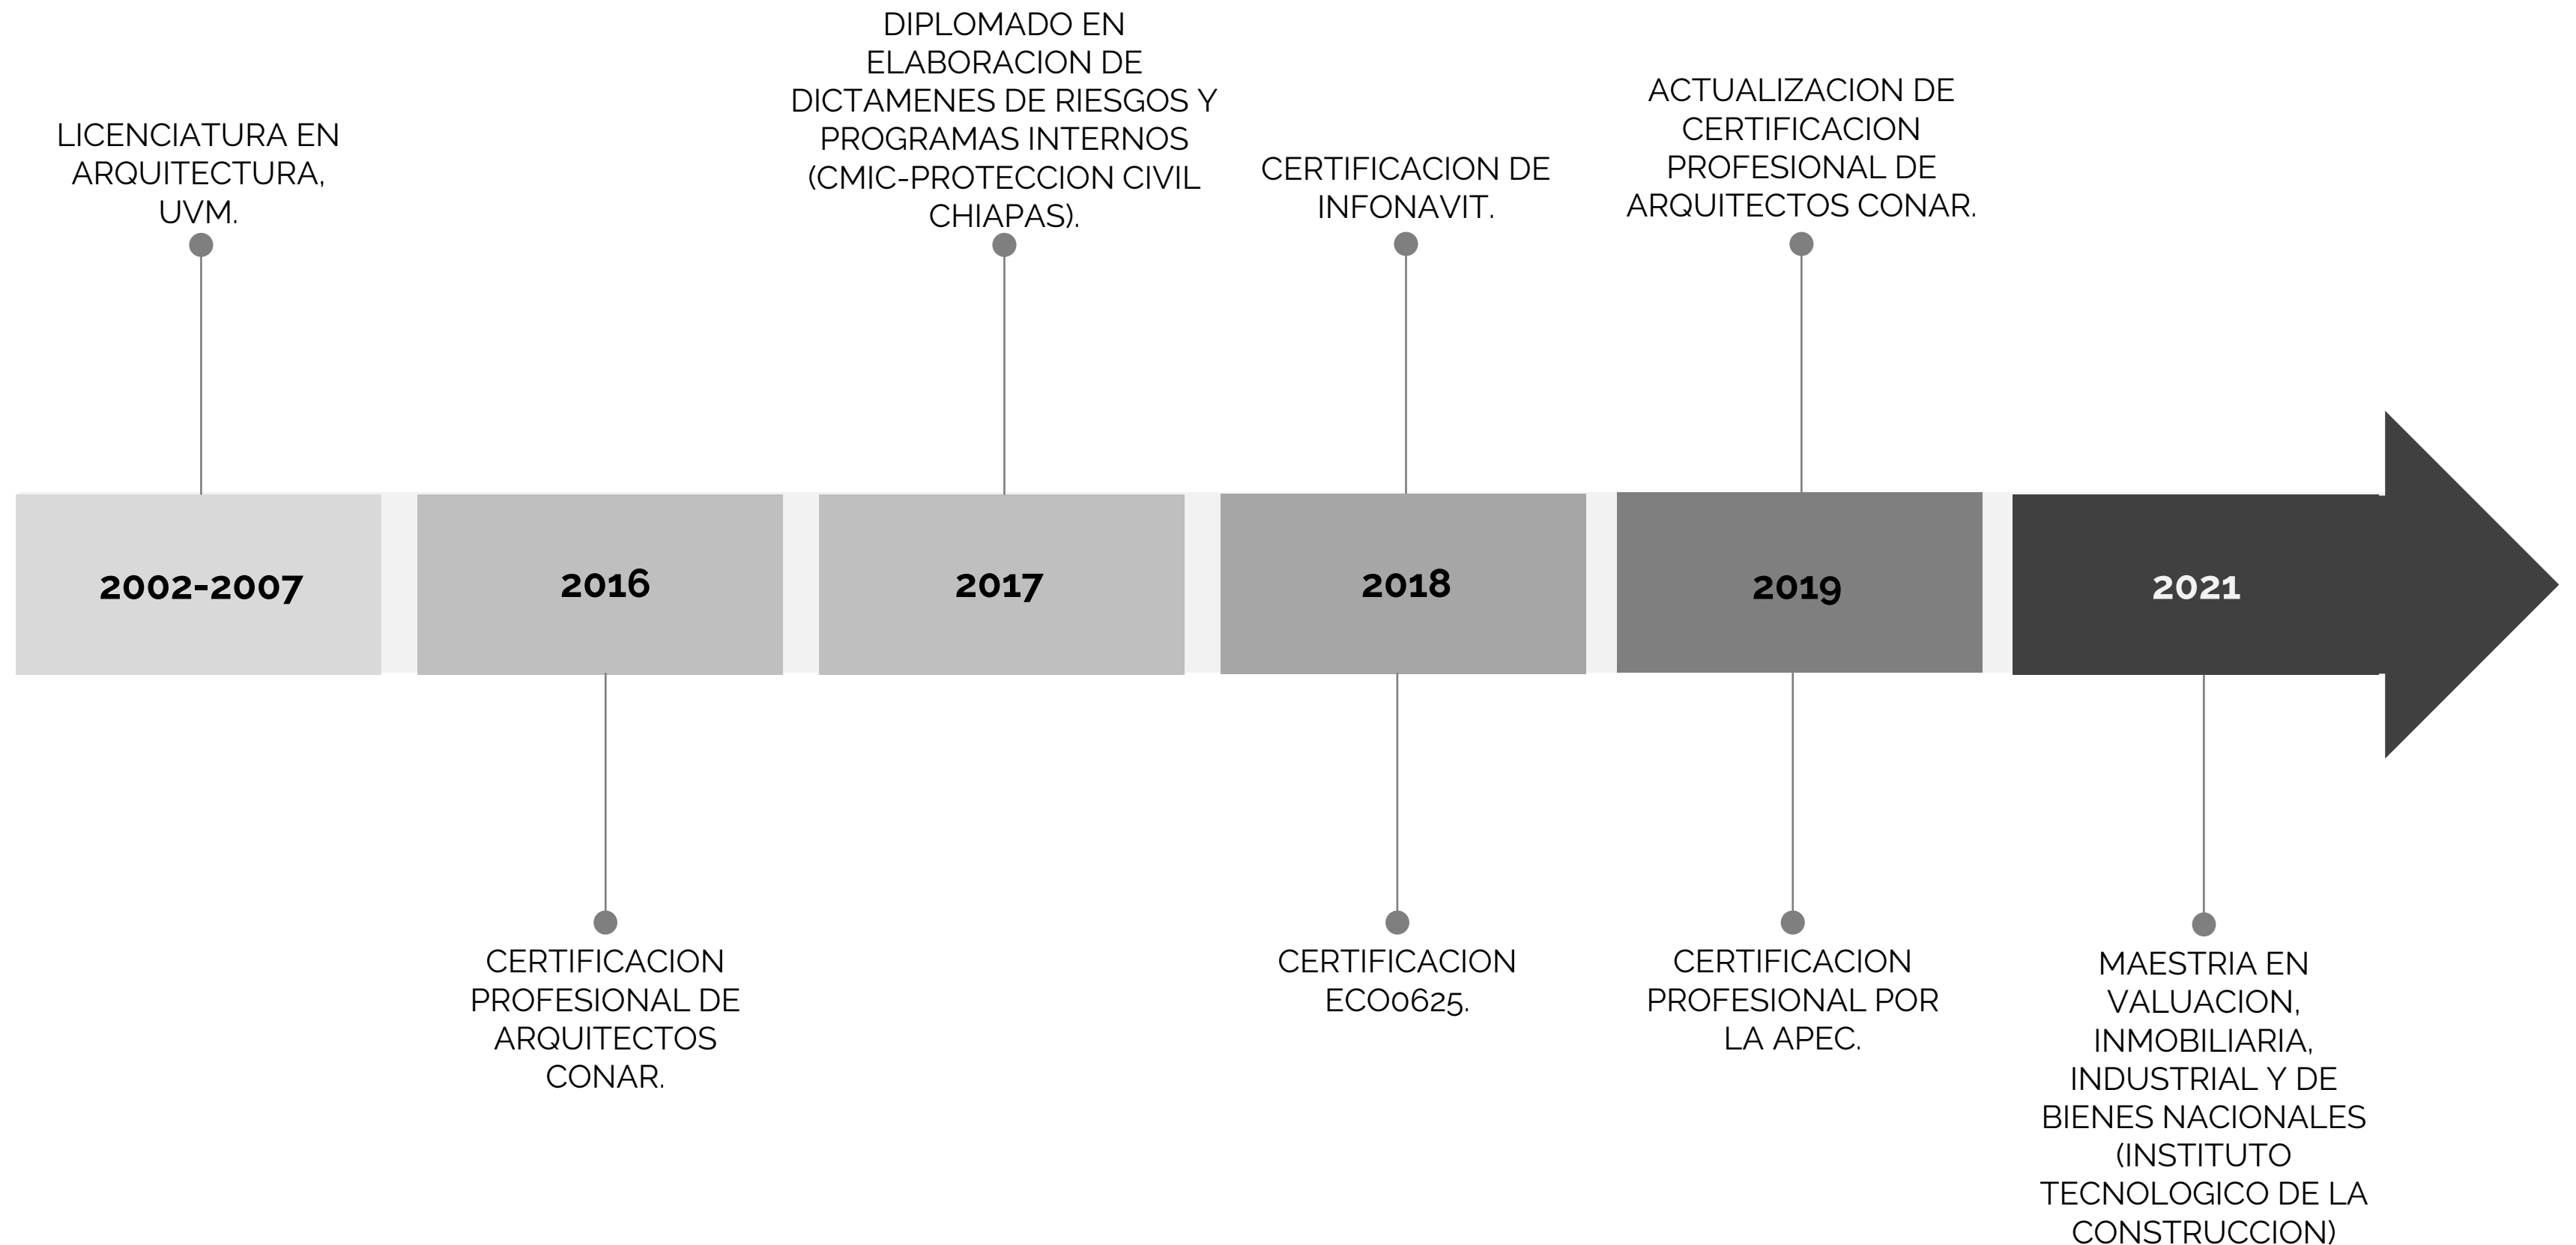 LICENCIATURA EN
ARQUITECTURA,
UVM.
DIPLOMADO EN
ELABORACION DE
DICTAMENES DE RIESGOS Y
PROGRAMAS INTERNOS
(CMIC-PROTECCION CIVIL
CHIAPAS).
CERTIFICACION DE
INFONAVIT.
ACTUALIZACION DE
CERTIFICACION
PROFESIONAL DE
ARQUITECTOS CONAR.
2002-2007
2016
2017
2018
2019
2021
CERTIFICACION
PROFESIONAL DE
ARQUITECTOS
CONAR.
CERTIFICACION
ECO0625.
CERTIFICACION
PROFESIONAL POR
LA APEC.
MAESTRIA EN
VALUACION,
INMOBILIARIA,
INDUSTRIAL Y DE
BIENES NACIONALES
(INSTITUTO
TECNOLOGICO DE LA
CONSTRUCCION)